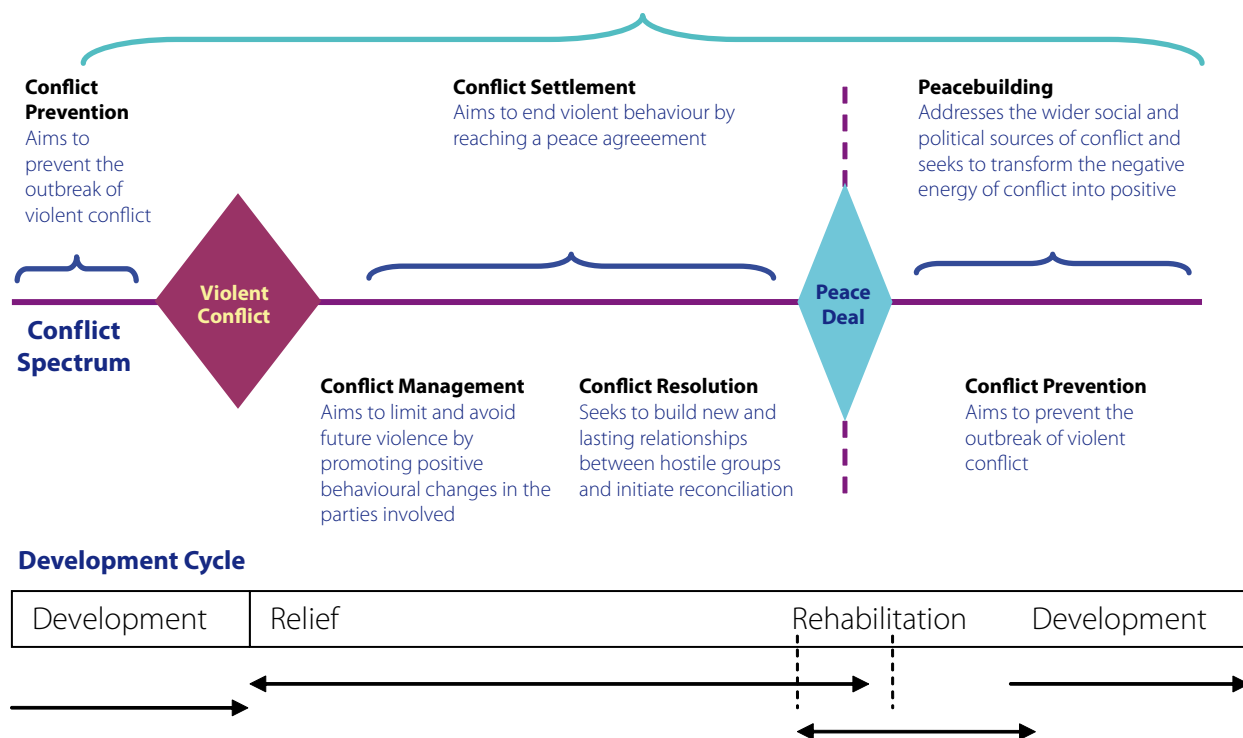 Conflict
Prevention
Aims to
prevent the
outbreak of
violent conflict
Conflict Settlement
Aims to end violent behaviour by
reaching a peace agreeement
Peacebuilding
Addresses the wider social and
political sources of conflict and
seeks to transform the negative
energy of conflict into positive
Conflict
Spectrum
Violent
Conflict
Peace
Deal
Conflict Management
Aims to limit and avoid
future violence by
promoting positive
behavioural changes in the
parties involved
Conflict Resolution
Seeks to build new and
lasting relationships
between hostile groups
and initiate reconciliation
Conflict Prevention
Aims to prevent the
outbreak of violent
conflict
Development Cycle
Development
Relief
Rehabilitation
Development